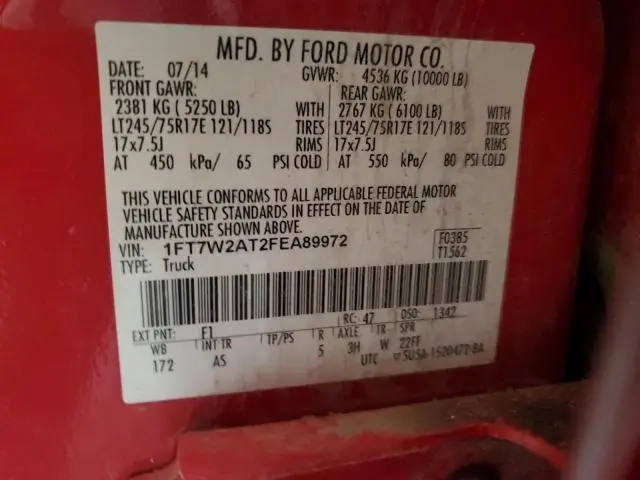 MFD. BY FORD MOTOR CO.
DATE: 07/14 GVWR: 4536 KG (10000 LB)
FRONT GAWR: REAR GAWR:
2381 KG ( 5250 LB) WITH 2767 KG ( 6100 LB) WITH
LT245/75R17E 121/118S TIRES LT245/75R17E 121/118S TIRES
17x7.5J RIMS 17x7.5J RIMS
AT 450 kPa/ 65 PSI COLD AT 550 kPa/ 80 PSI COLD
THIS VEHICLE CONFORMS TO ALL APPLICABLE FEDERAL MOTOR
VEHICLE SAFETY STANDARDS IN EFFECT ON THE DATE OF
MANUFACTURE SHOWN ABOVE.
VIN: 1FT7W2AT2FEA89972 F0385
TYPE: Truck T1562
EXT PNT: F1 RC: 47 DSO: 1342
WB INT TR TP/PS R AXLE TR SPR
172 AS 5 3H W 22FF
UTC